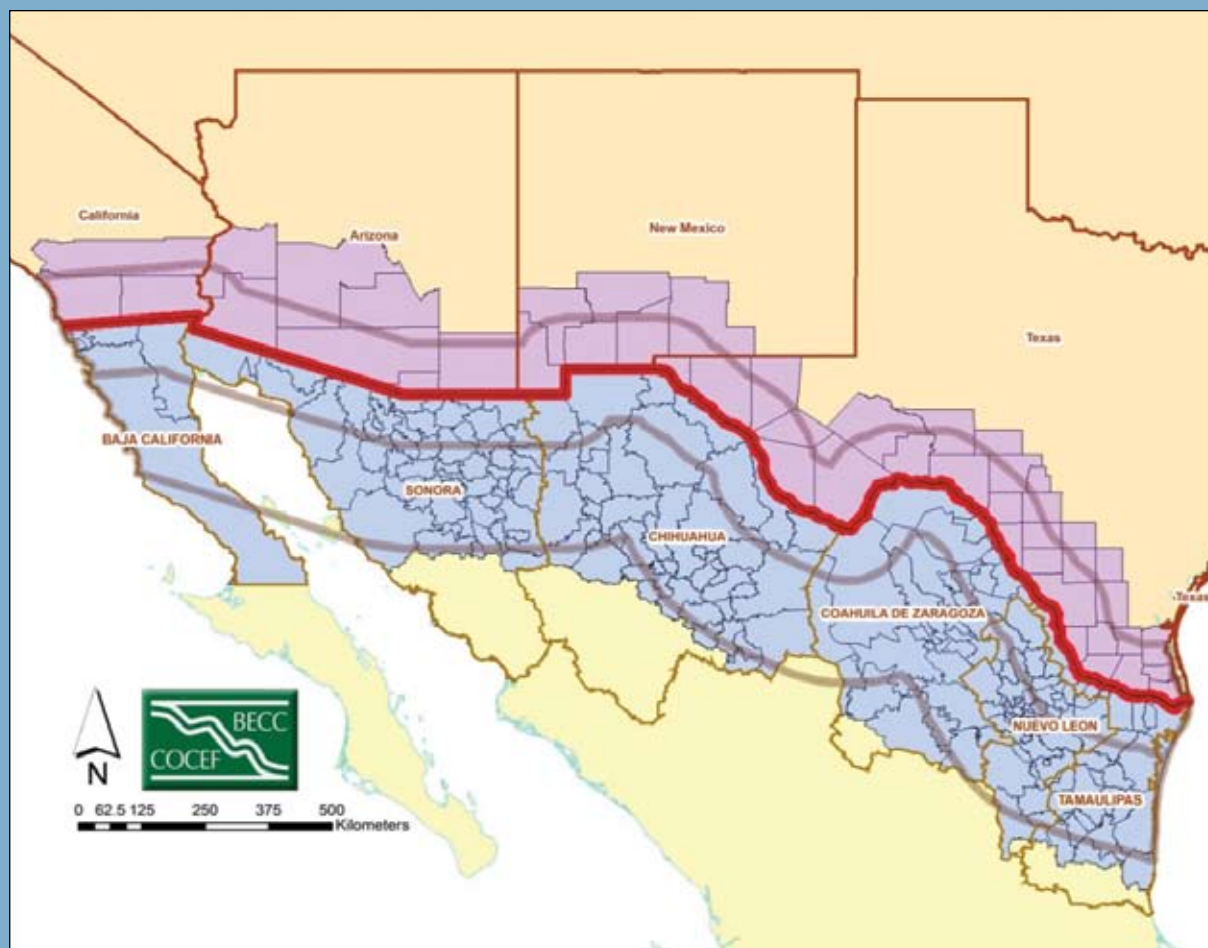 California
Arizona
New Mexico
Texas
BAJA CALIFORNIA
SONORA
CHIHUAHUA
COAHUILA DE ZARAGOZA
Texas
NUEVO LEON
TAMAULIPAS
BECC
COCEF
N
0 62.5 125 250 375 500
Kilometers